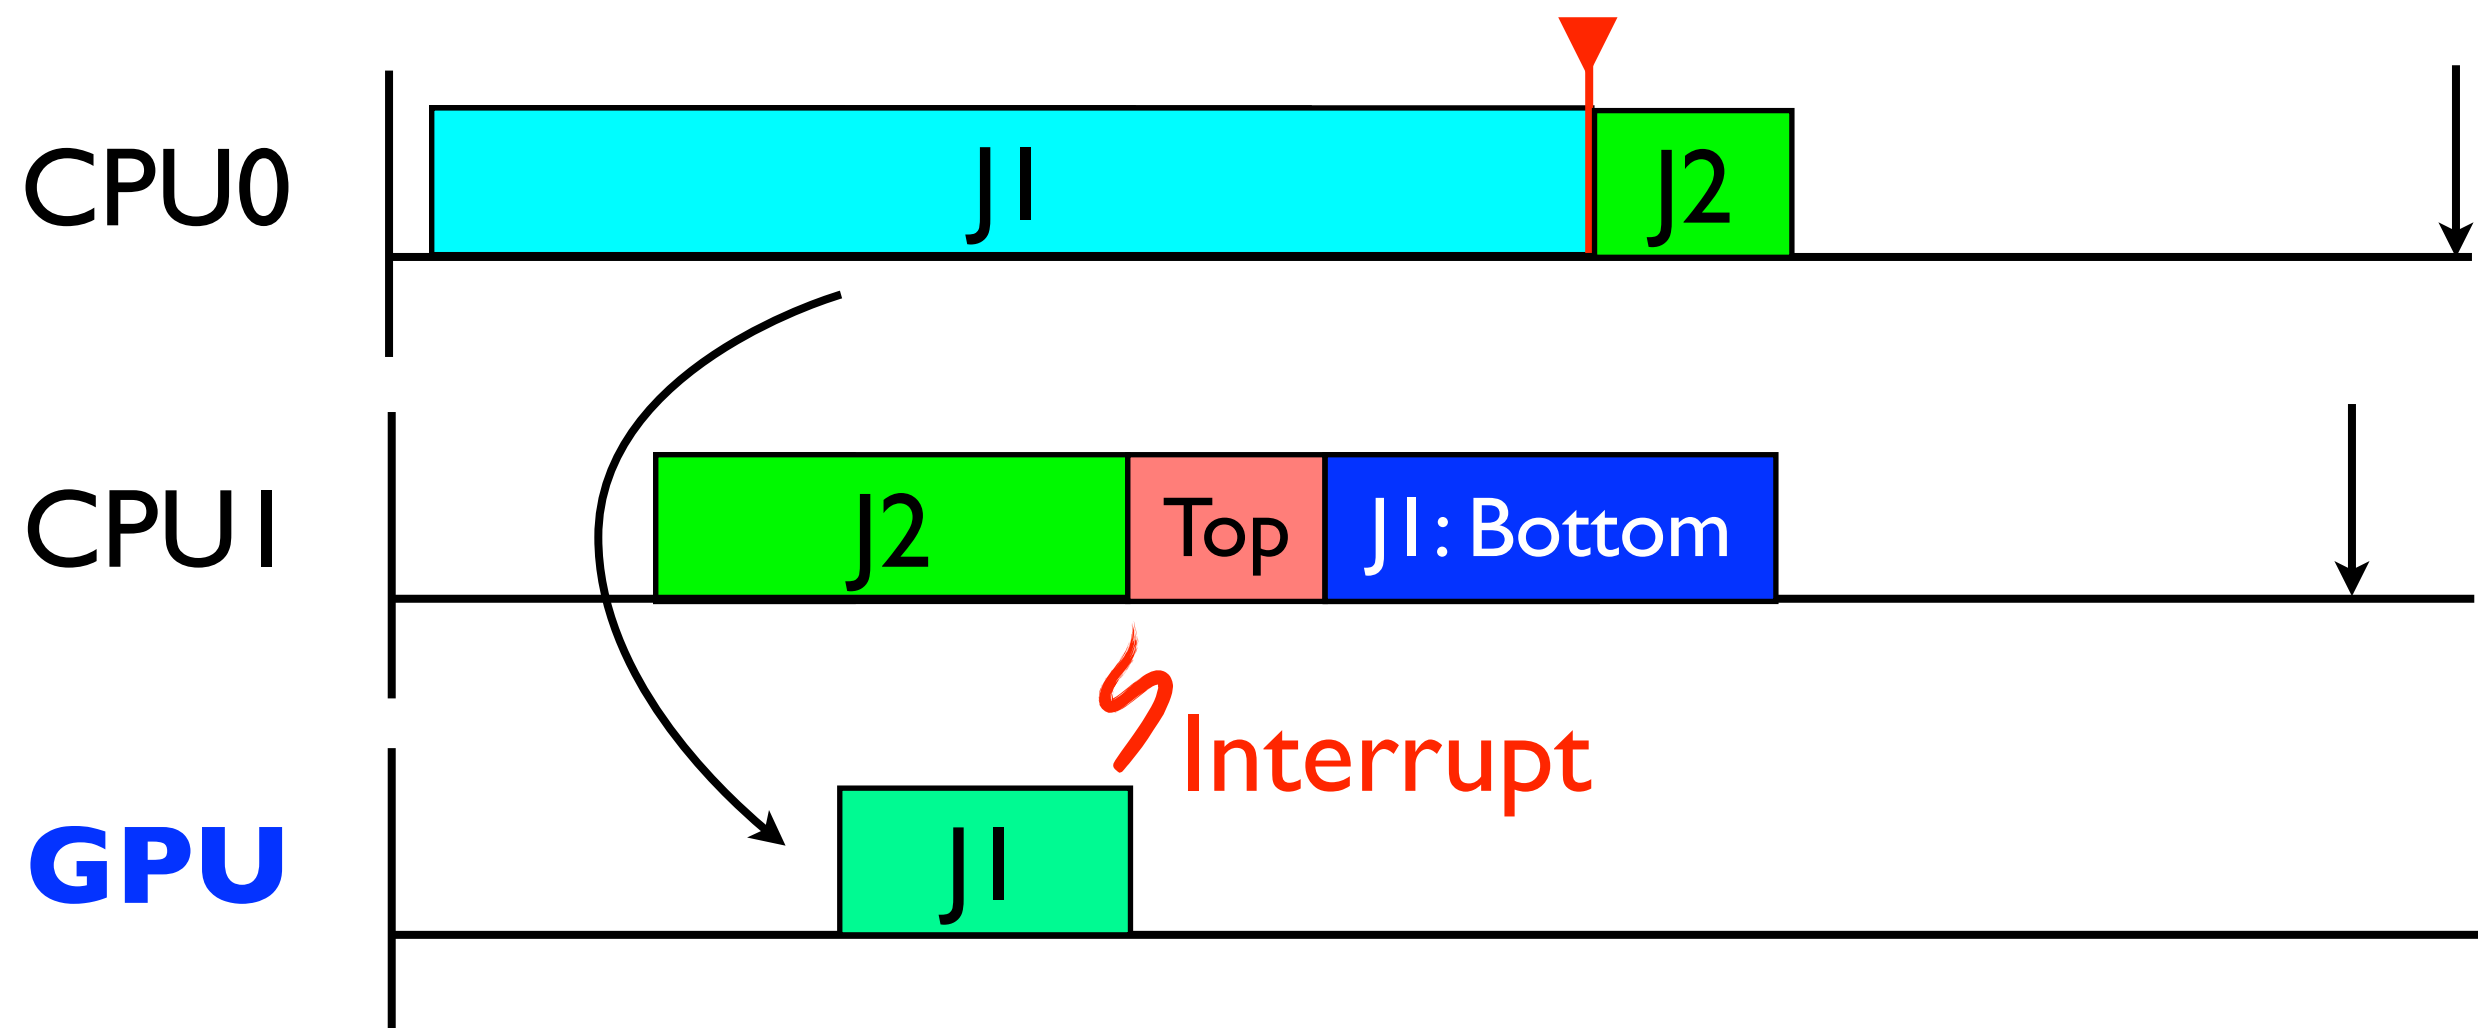 CPU0
J1
J2
CPU1
J2
Top
J1: Bottom
Interrupt
GPU
J1